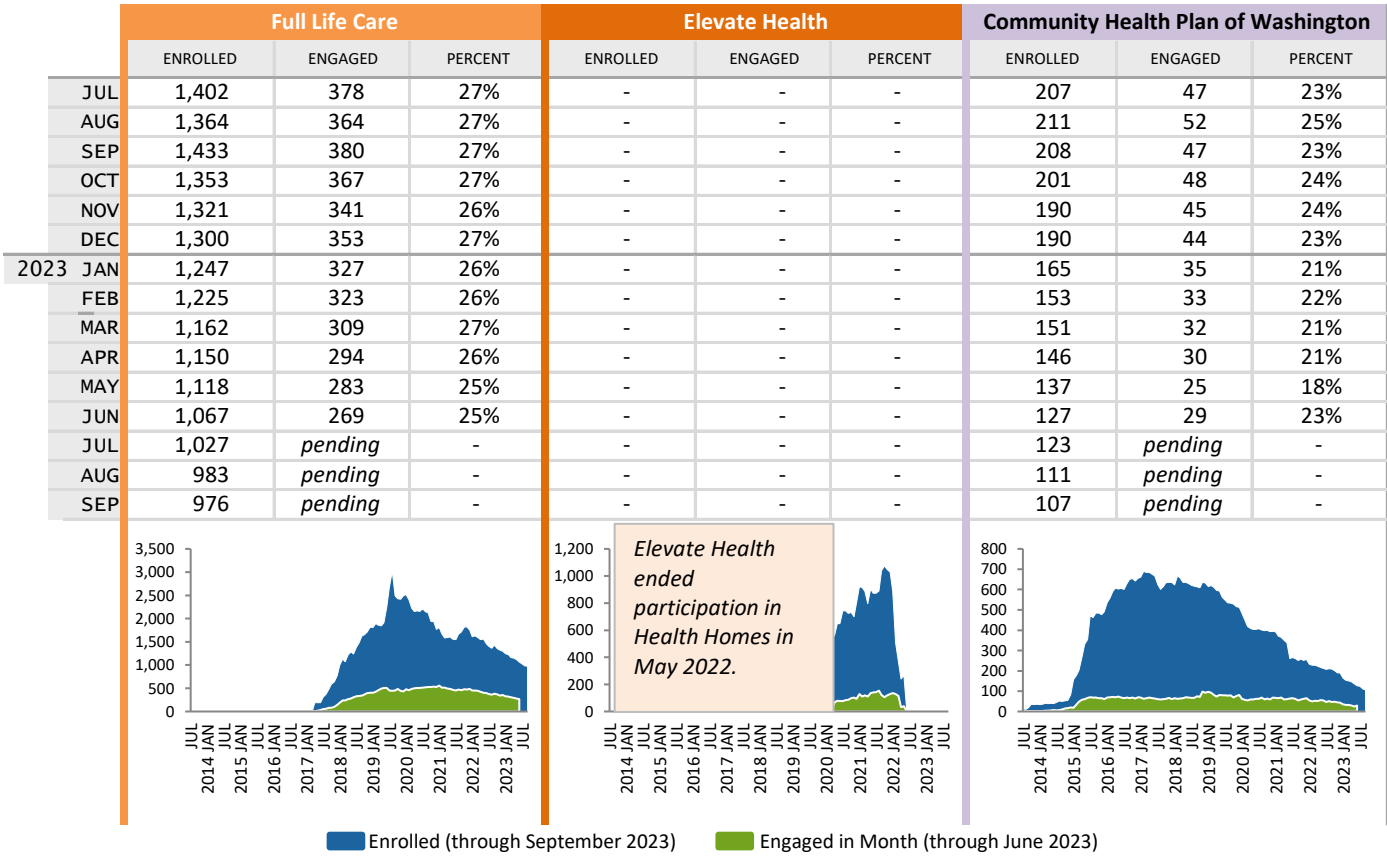 Full Life Care Elevate Health Community Health Plan of Washington
ENROLLED ENGAGED PERCENT ENROLLED ENGAGED PERCENT ENROLLED ENGAGED PERCENT
JUL 1,402 378 27% - - - 207 47 23%
AUG 1,364 364 27% - - - 211 52 25%
SEP 1,433 380 27% - - - 208 47 23%
OCT 1,353 367 27% - - - 201 48 24%
NOV 1,321 341 26% - - - 190 45 24%
DEC 1,300 353 27% - - - 190 44 23%
2023 JAN 1,247 327 26% - - - 165 35 21%
FEB 1,225 323 26% - - - 153 33 22%
MAR 1,162 309 27% - - - 151 32 21%
APR 1,150 294 26% - - - 146 30 21%
MAY 1,118 283 25% - - - 137 25 18%
JUN 1,067 269 25% - - - 127 29 23%
JUL 1,027 pending - - - - 123 pending -
AUG 983 pending - - - - 111 pending -
SEP 976 pending - - - - 107 pending -
3,500
3,000
2,500
2,000
1,500
1,000
500
0
JUL JAN JUL JAN JUL JAN JUL JAN JUL JAN JUL JAN JUL JAN JUL JAN JUL JAN JUL JAN JUL
2014 2015 2016 2017 2018 2019 2020 2021 2022 2023
1,200
1,000
800
600
400
200
0
Elevate Health
ended
participation in
Health Homes in
May 2022.
JUL JAN JUL JAN JUL JAN JUL JAN JUL JAN JUL JAN JUL JAN JUL JAN JUL JAN JUL JAN JUL
2014 2015 2016 2017 2018 2019 2020 2021 2022 2023
800
700
600
500
400
300
200
100
0
JUL JAN JUL JAN JUL JAN JUL JAN JUL JAN JUL JAN JUL JAN JUL JAN JUL JAN JUL JAN JUL
2014 2015 2016 2017 2018 2019 2020 2021 2022 2023
Enrolled (through September 2023) Engaged in Month (through June 2023)